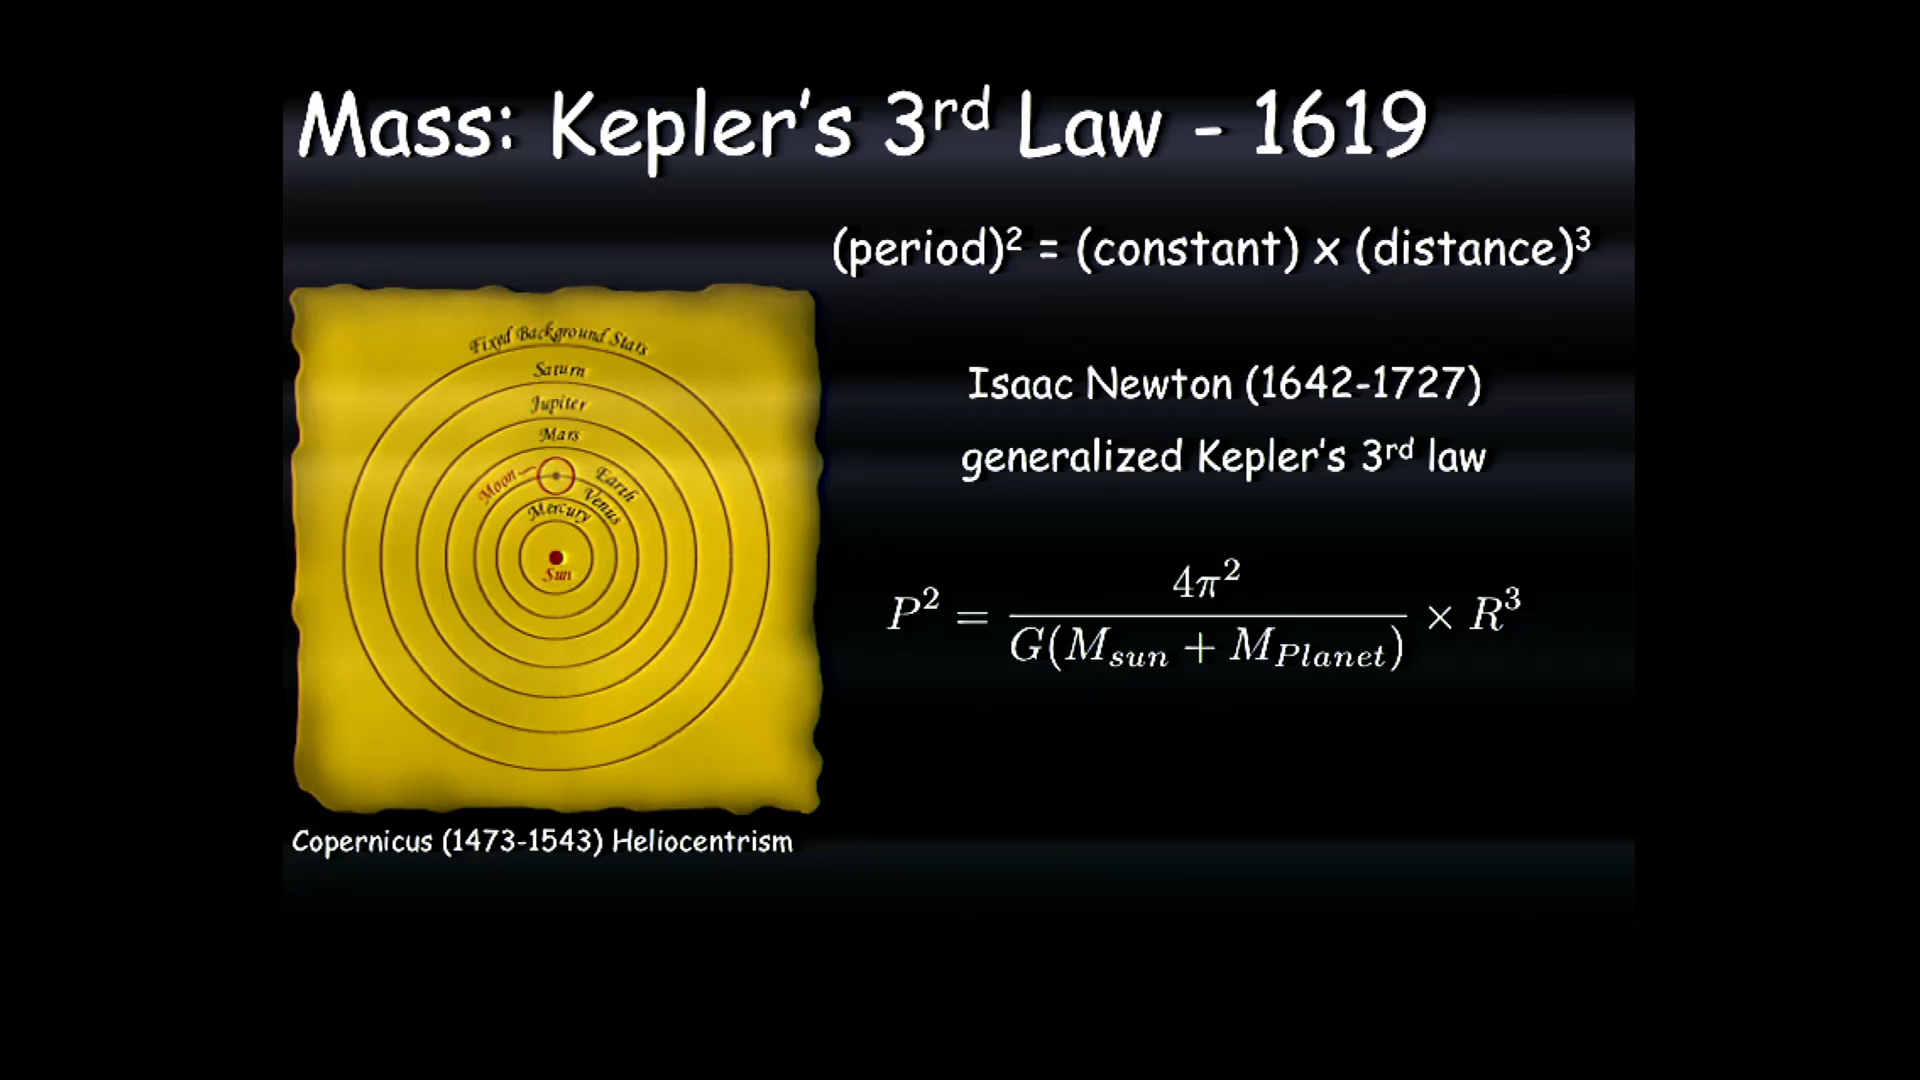 Mass: Kepler's 3rd Law - 1619
(period)² = (constant) x (distance)³
Isaac Newton (1642-1727)
generalized Kepler's 3rd law
P² = 4π² / G(M_sun + M_Planet) × R³
Fixed Background Stars
Saturn
Jupiter
Mars
Moon
Earth
Venus
Mercury
Sun
Copernicus (1473-1543) Heliocentrism